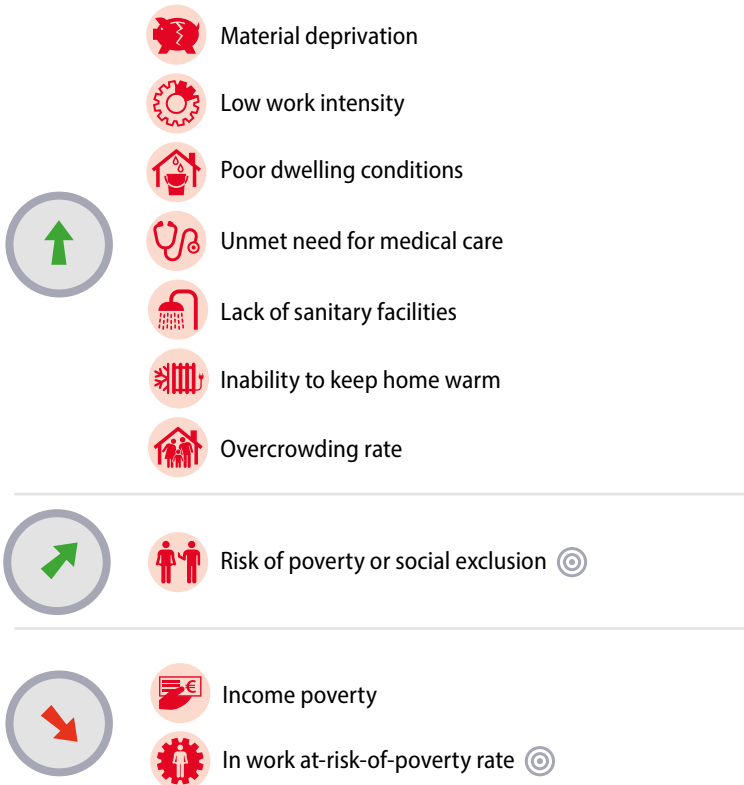 Material deprivation
Low work intensity
Poor dwelling conditions
Unmet need for medical care
Lack of sanitary facilities
Inability to keep home warm
Overcrowding rate
Risk of poverty or social exclusion
€
Income poverty
In work at-risk-of-poverty rate